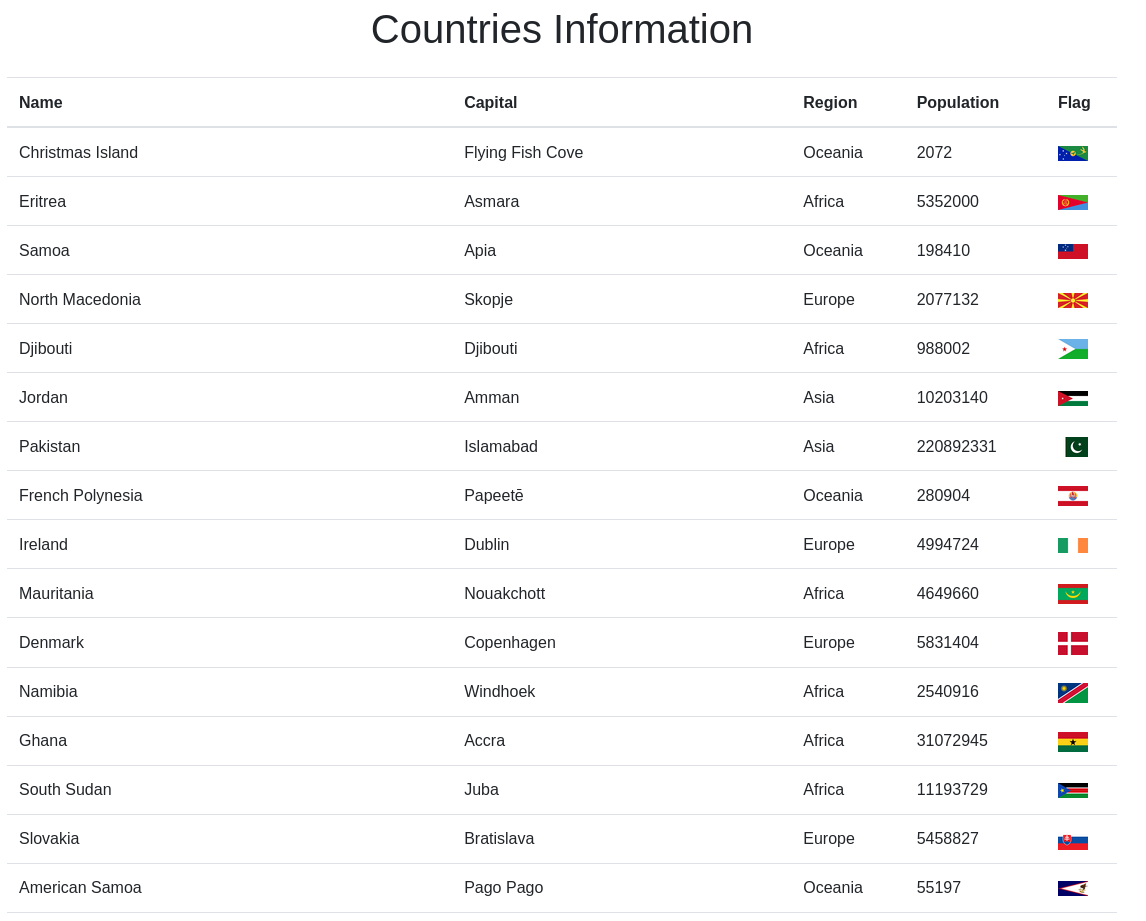 Countries Information
Name Capital Region Population Flag
Christmas Island Flying Fish Cove Oceania 2072
Eritrea Asmara Africa 5352000
Samoa Apia Oceania 198410
North Macedonia Skopje Europe 2077132
Djibouti Djibouti Africa 988002
Jordan Amman Asia 10203140
Pakistan Islamabad Asia 220892331
French Polynesia Papeetē Oceania 280904
Ireland Dublin Europe 4994724
Mauritania Nouakchott Africa 4649660
Denmark Copenhagen Europe 5831404
Namibia Windhoek Africa 2540916
Ghana Accra Africa 31072945
South Sudan Juba Africa 11193729
Slovakia Bratislava Europe 5458827
American Samoa Pago Pago Oceania 55197